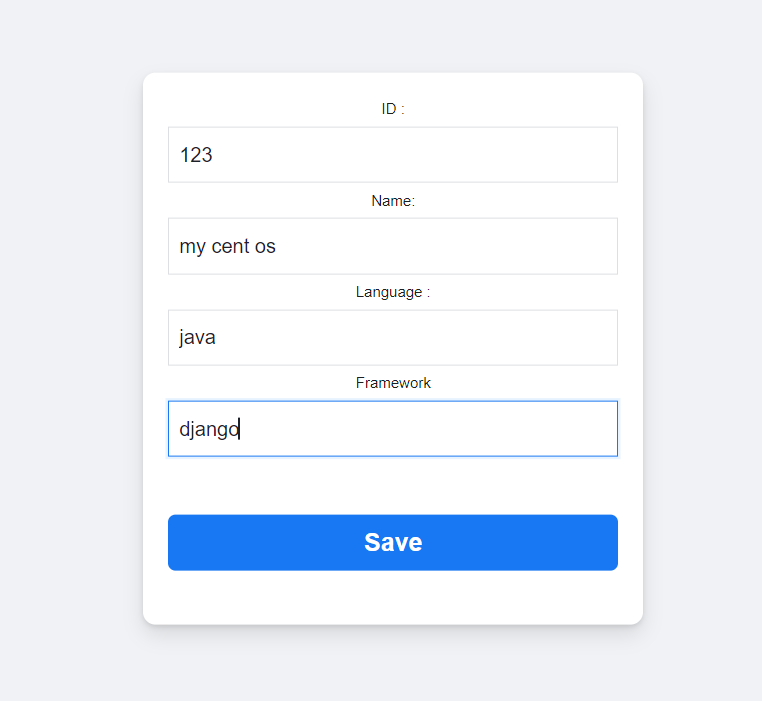 ID :
123
Name:
my cent os
Language :
java
Framework
django
Save